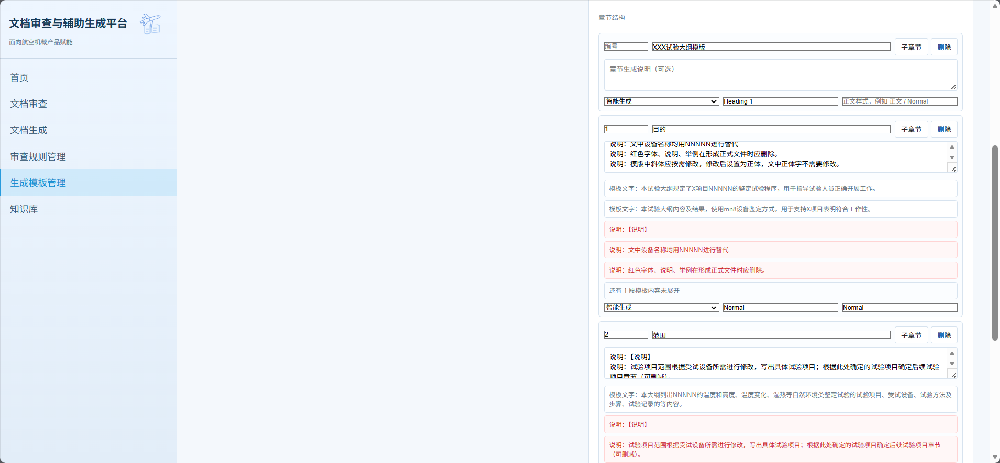 文档审查与辅助生成平台
面向航空机载产品赋能
首页
文档审查
文档生成
审查规则管理
生成模板管理
知识库
章节结构
编号
XXX试验大纲模版
子章节
删除
章节生成说明（可选）
智能生成
Heading 1
正文样式，例如 正文 / Normal
1
目的
子章节
删除
说明：文中设备名称均用NNNNN进行替代
说明：红色字体、说明、举例在形成正式文件时应删除。
说明：模版中斜体应按需修改，修改后设置为正体，文中正体字不需要修改。
模板文字：本试验大纲规定了X项目NNNNN的鉴定试验程序，用于指导试验人员正确开展工作。
模板文字：本试验大纲内容及结果，使用mn8设备鉴定方式，用于支持X项目表明符合工作性。
说明：【说明】
说明：文中设备名称均用NNNNN进行替代
说明：红色字体、说明、举例在形成正式文件时应删除。
还有 1 段模板内容未展开
智能生成
Normal
Normal
2
范围
子章节
删除
说明：【说明】
说明：试验项目范围根据受试设备所需进行修改，写出具体试验项目；根据此处确定的试验项目确定后续试验
项目章节（可删减）。
模板文字：本大纲列出NNNNN的温度和高度、温度变化、湿热等自然环境类鉴定试验的试验项目、受试设备、试验方法及
步骤、试验记录的等内容。
说明：【说明】
说明：试验项目范围根据受试设备所需进行修改，写出具体试验项目；根据此处确定的试验项目确定后续试验项目章节
（可删减）。